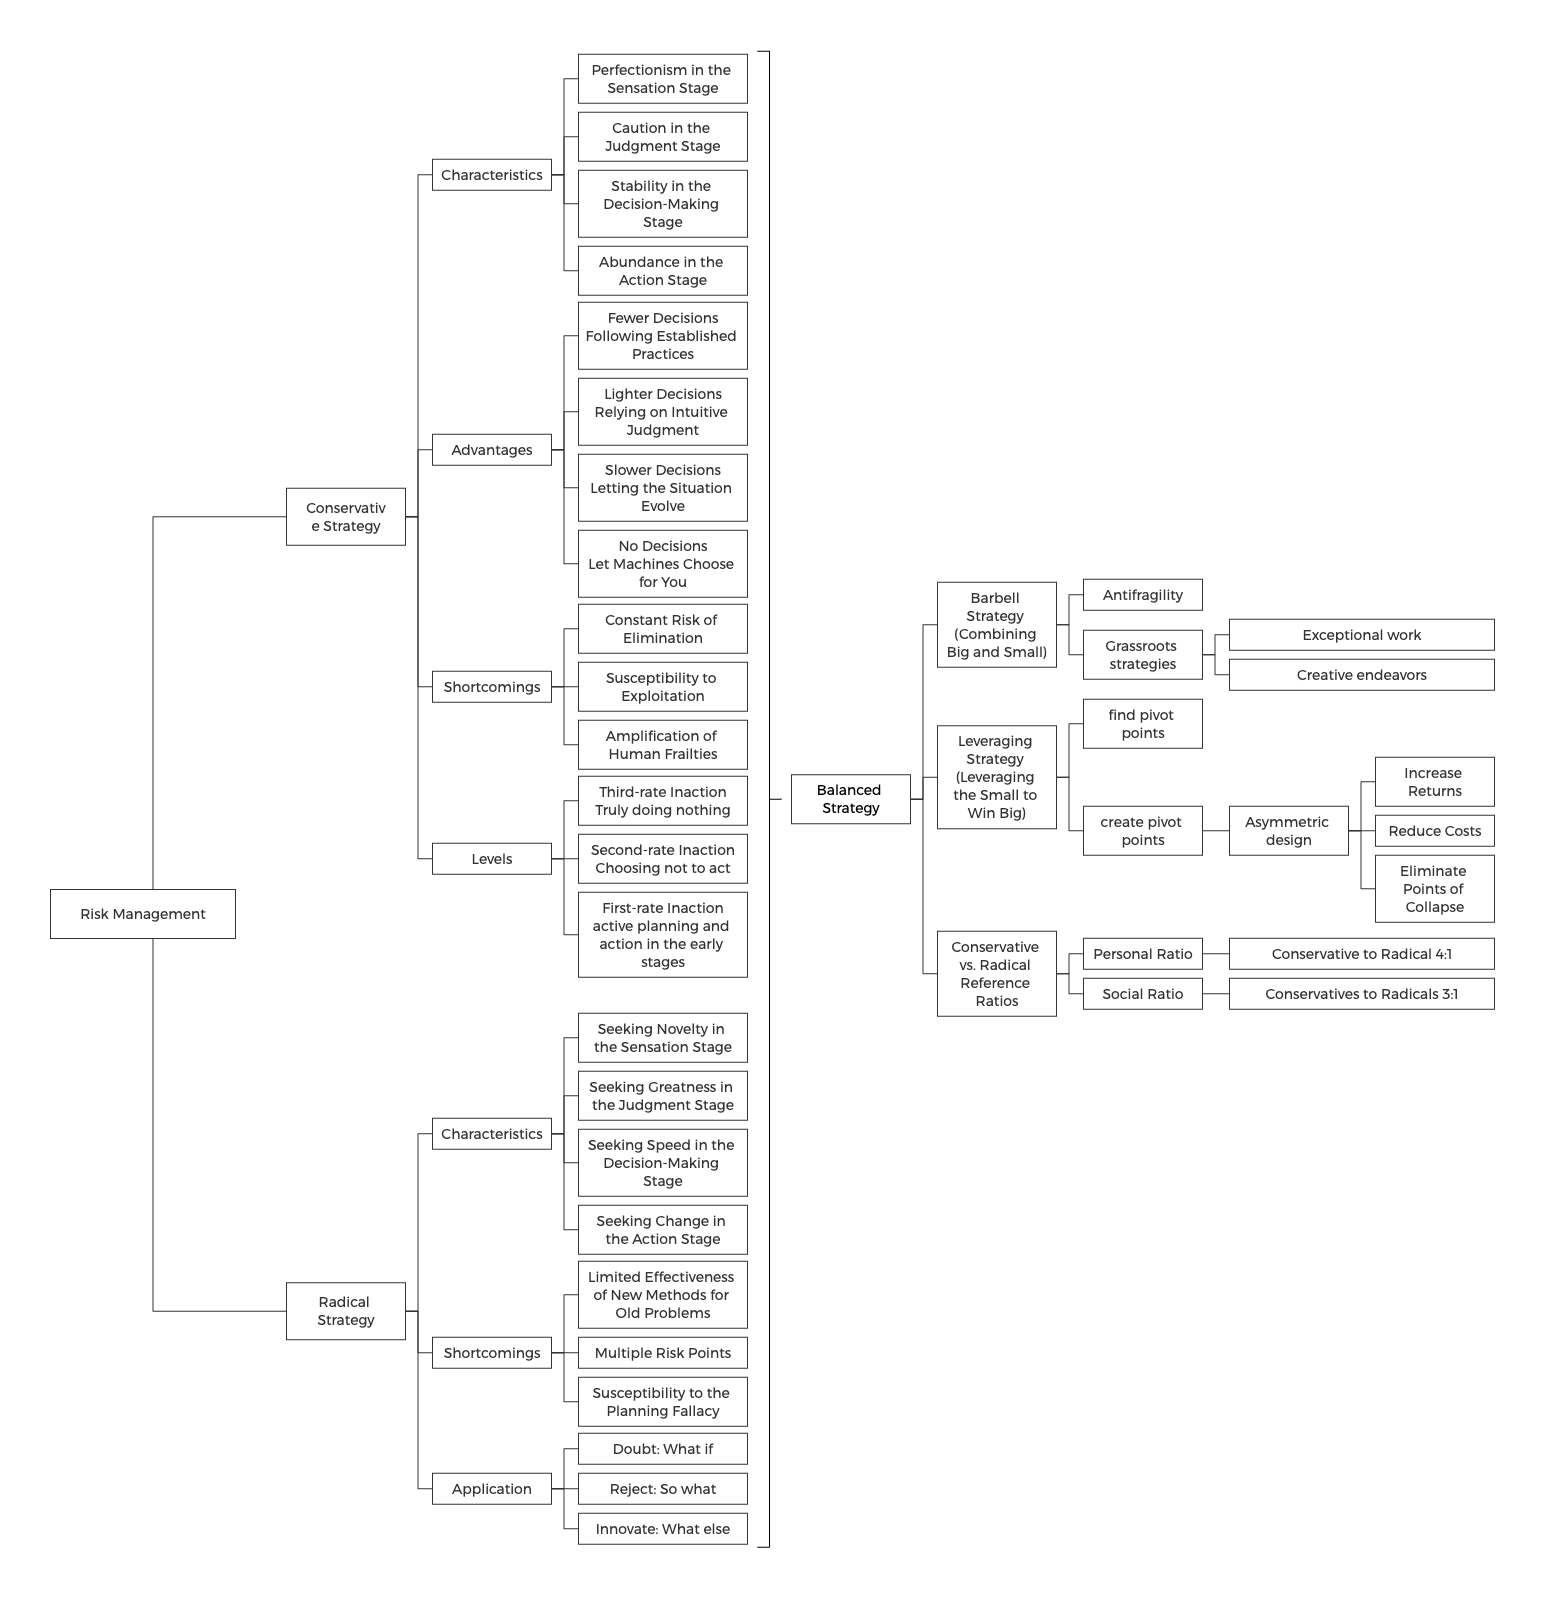 Risk Management
Conservativ
e Strategy
Characteristics
Perfectionism in the
Sensation Stage
Caution in the
Judgment Stage
Stability in the
Decision-Making
Stage
Abundance in the
Action Stage
Advantages
Fewer Decisions
Following Established
Practices
Lighter Decisions
Relying on Intuitive
Judgment
Slower Decisions
Letting the Situation
Evolve
No Decisions
Let Machines Choose
for You
Shortcomings
Constant Risk of
Elimination
Susceptibility to
Exploitation
Amplification of
Human Frailties
Levels
Third-rate Inaction
Truly doing nothing
Second-rate Inaction
Choosing not to act
First-rate Inaction
active planning and
action in the early
stages
Radical
Strategy
Characteristics
Seeking Novelty in
the Sensation Stage
Seeking Greatness in
the Judgment Stage
Seeking Speed in the
Decision-Making
Stage
Seeking Change in
the Action Stage
Shortcomings
Limited Effectiveness
of New Methods for
Old Problems
Multiple Risk Points
Susceptibility to the
Planning Fallacy
Application
Doubt: What if
Reject: So what
Innovate: What else
Balanced
Strategy
Barbell
Strategy
(Combining
Big and Small)
Antifragility
Grassroots
strategies
Exceptional work
Creative endeavors
Leveraging
Strategy
(Leveraging
the Small to
Win Big)
find pivot
points
create pivot
points
Asymmetric
design
Increase
Returns
Reduce Costs
Eliminate
Points of
Collapse
Conservative
vs. Radical
Reference
Ratios
Personal Ratio
Conservative to Radical 4:1
Social Ratio
Conservatives to Radicals 3:1